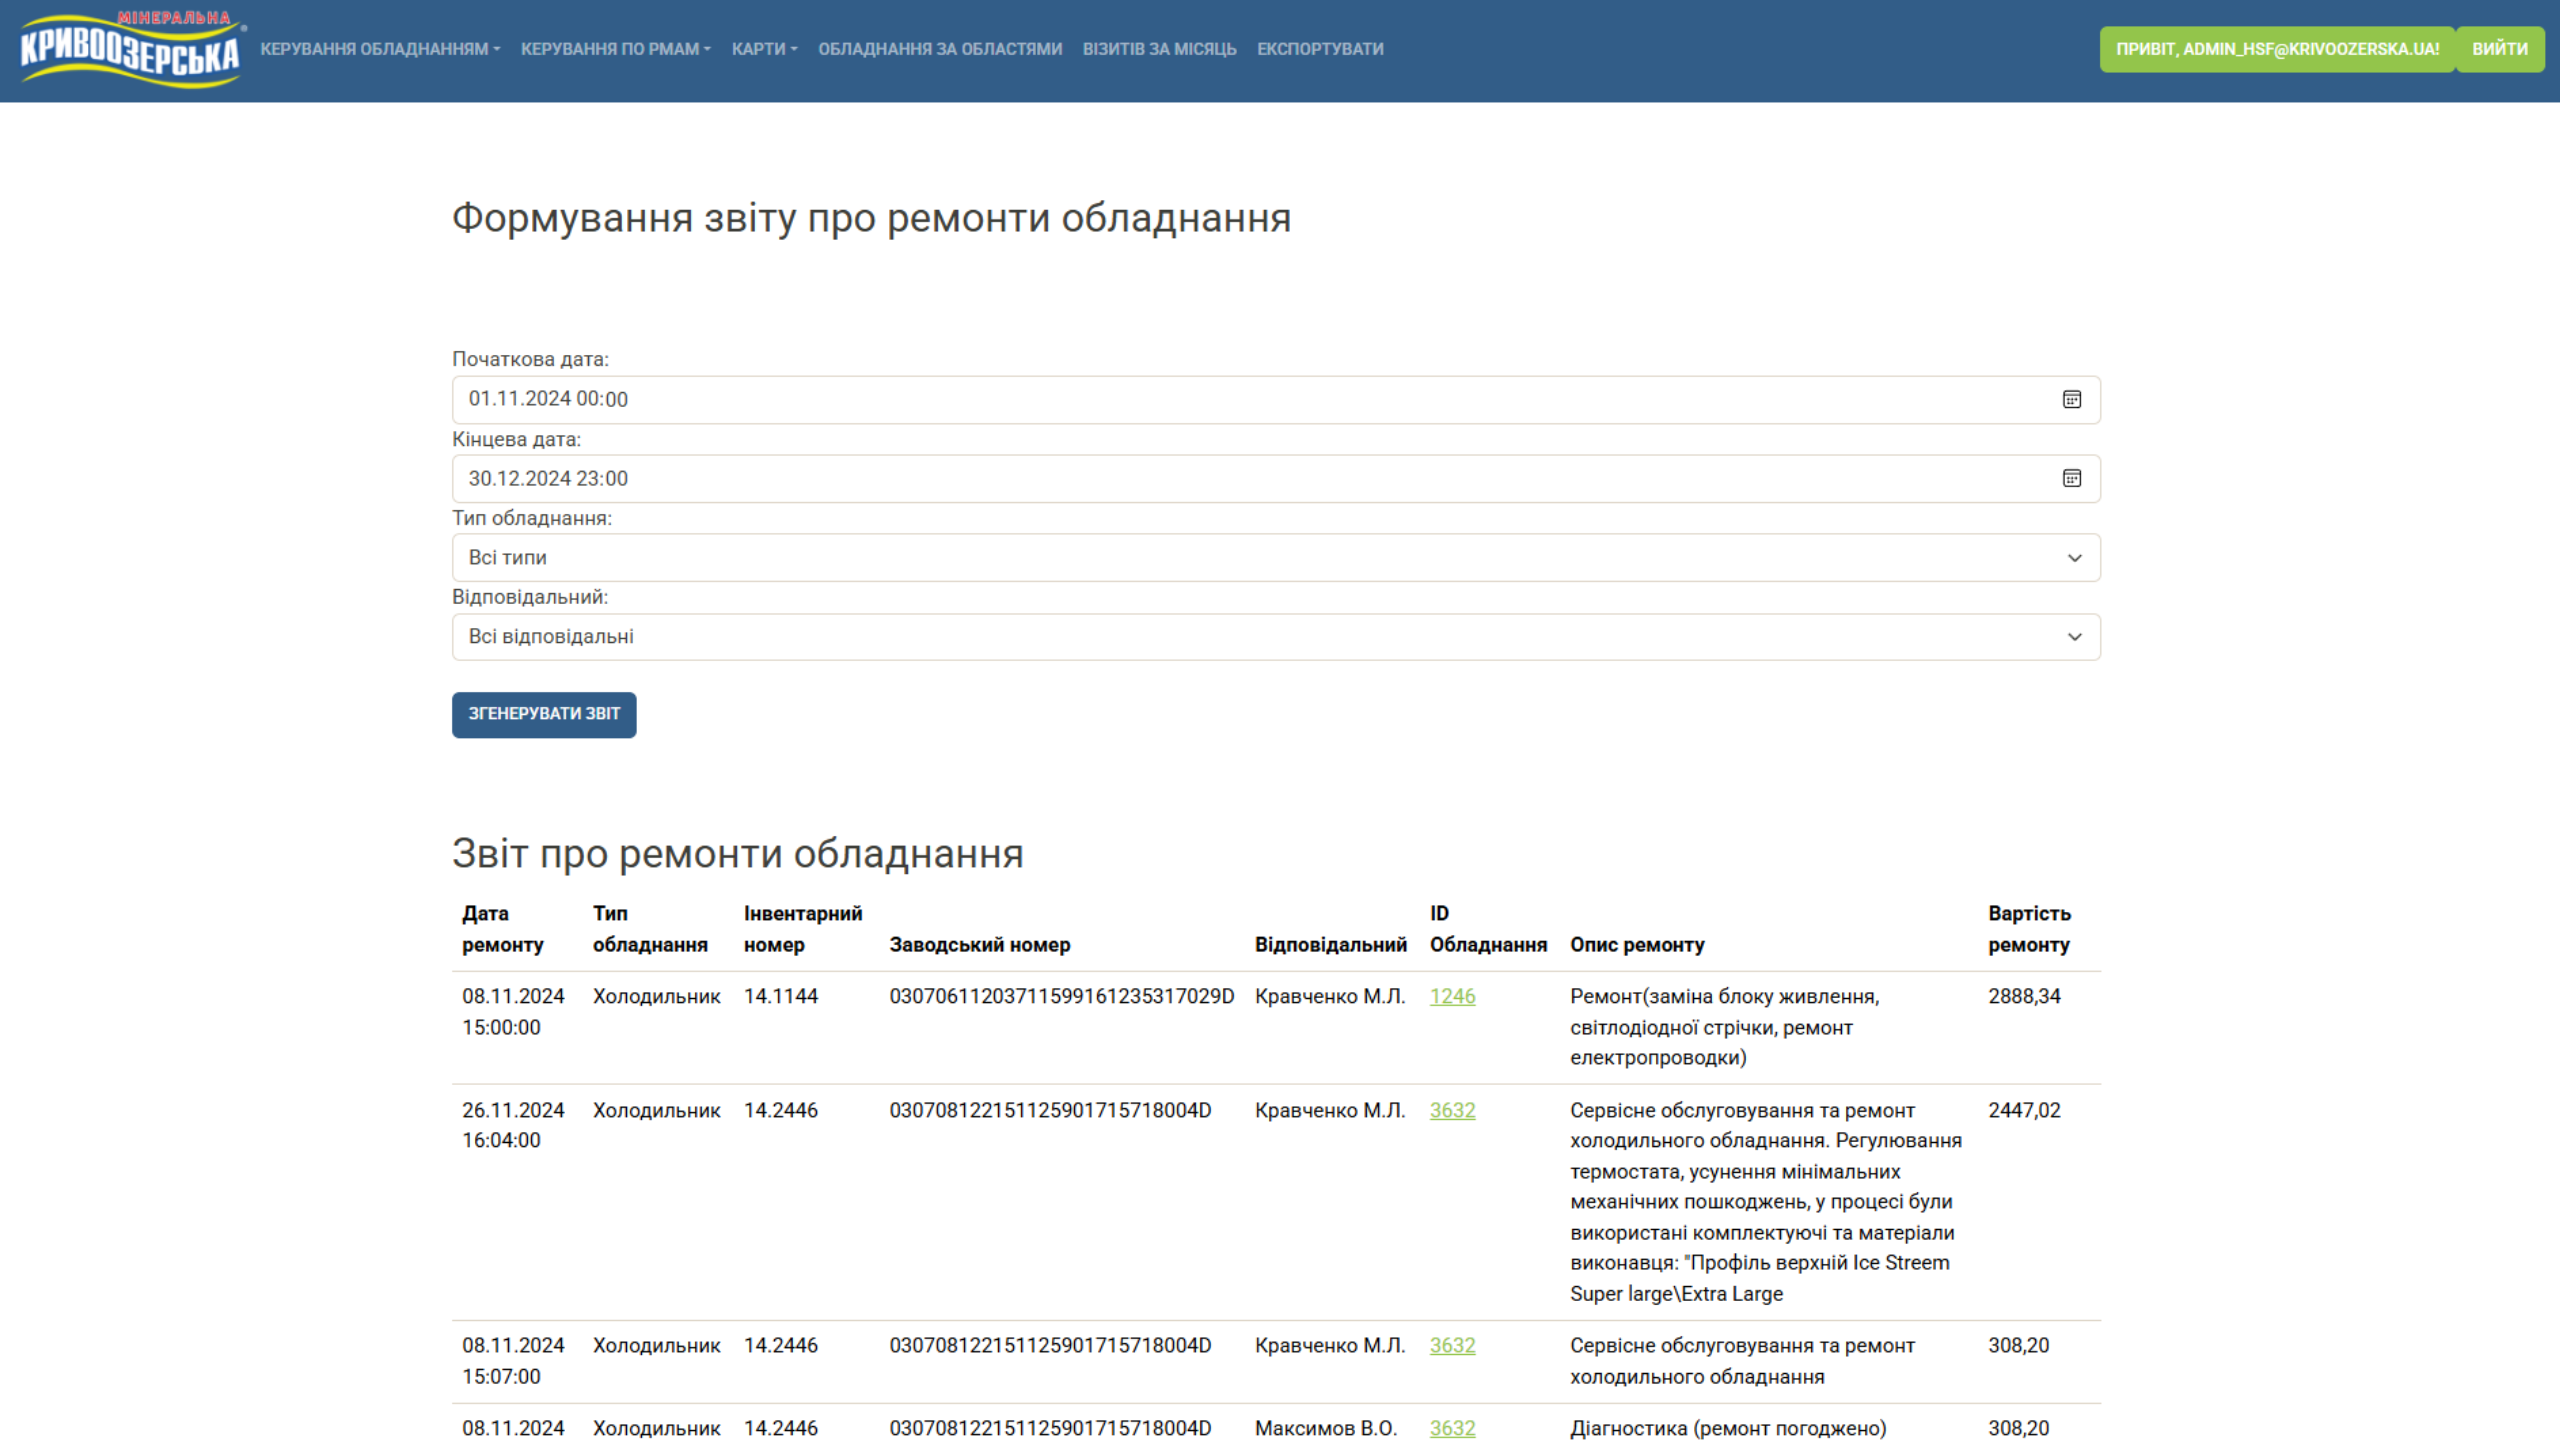 МІНЕРАЛЬНА
КРИВООЗЕРСЬКА®
КЕРУВАННЯ ОБЛАДНАННЯМ КЕРУВАННЯ ПО РМАМ КАРТИ ОБЛАДНАННЯ ЗА ОБЛАСТЯМИ ВІЗИТІВ ЗА МІСЯЦЬ ЕКСПОРТУВАТИ ПРИВІТ, ADMIN_HSF@KRIVOOZERSKA.UA! ВИЙТИ
Формування звіту про ремонти обладнання
Початкова дата:
01.11.2024 00:00
Кінцева дата:
30.12.2024 23:00
Тип обладнання:
Всі типи
Відповідальний:
Всі відповідальні
ЗГЕНЕРУВАТИ ЗВІТ
Звіт про ремонти обладнання
Дата Тип Інвентарний ID Вартість
ремонту обладнання номер Заводський номер Відповідальний Обладнання Опис ремонту ремонту
08.11.2024 Холодильник 14.1144 03070611203711599161235317029D Кравченко М.Л. 1246 Ремонт(заміна блоку живлення, 2888,34
15:00:00 світлодіодної стрічки, ремонт
електропроводки)
26.11.2024 Холодильник 14.2446 0307081221511259017157180​04D Кравченко М.Л. 3632 Сервісне обслуговування та ремонт 2447,02
16:04:00 холодильного обладнання. Регулювання
термостата, усунення мінімальних
механічних пошкоджень, у процесі були
використані комплектуючі та матеріали
виконавця: "Профіль верхній Ice Streem
Super large\Extra Large
08.11.2024 Холодильник 14.2446 030708122151125901715718004D Кравченко М.Л. 3632 Сервісне обслуговування та ремонт 308,20
15:07:00 холодильного обладнання
08.11.2024 Холодильник 14.2446 030708122151125901715718004D Максимов В.О. 3632 Діагностика (ремонт погоджено) 308,20